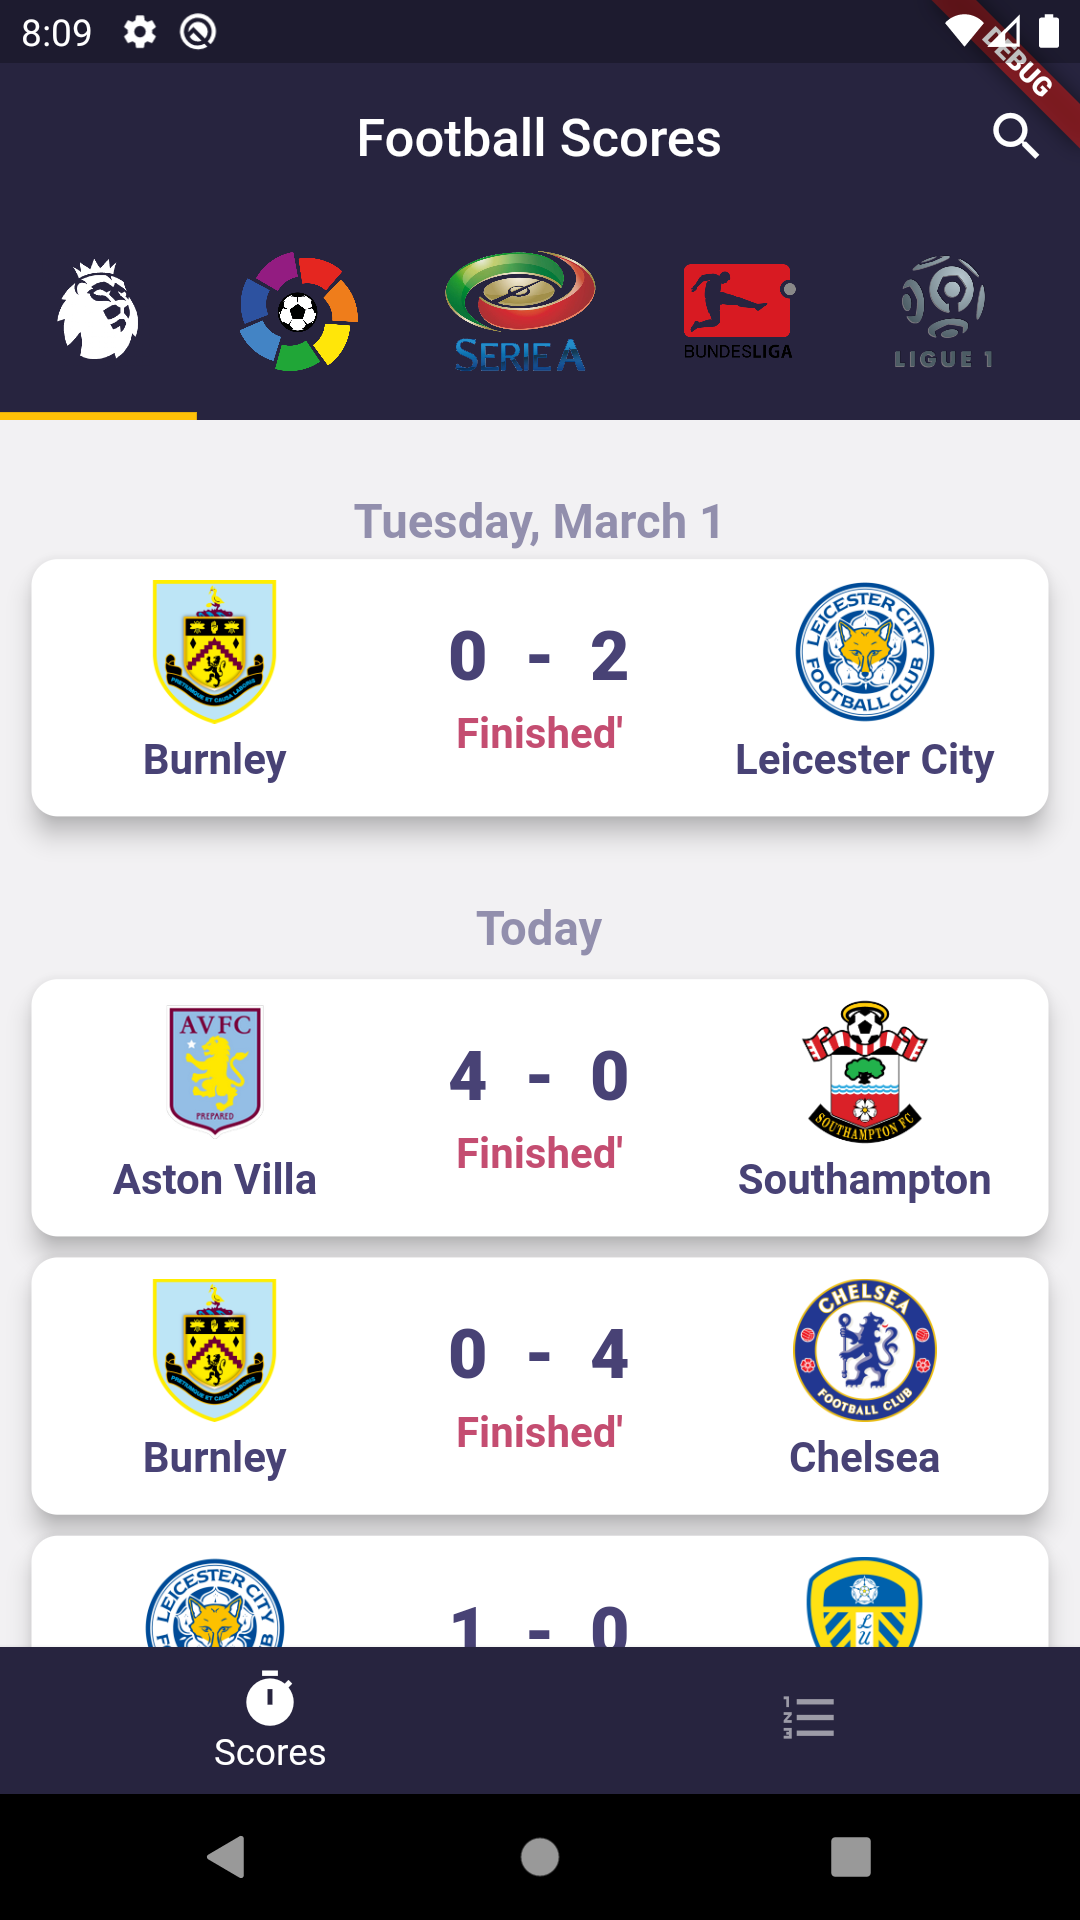 8:09
DEBUG
Football Scores
SERIE A
BUNDESLIGA
LIGUE 1
Tuesday, March 1
0 - 2
LEICESTER CITY
FOOTBALL CLUB
Finished'
Burnley
Leicester City
Today
AVFC
PREPARED
4 - 0
SOUTHAMPTON FC
Finished'
Aston Villa
Southampton
0 - 4
CHELSEA
FOOTBALL CLUB
Finished'
Burnley
Chelsea
LEICESTER CITY
1 - 0
LU
Scores
1
2
3